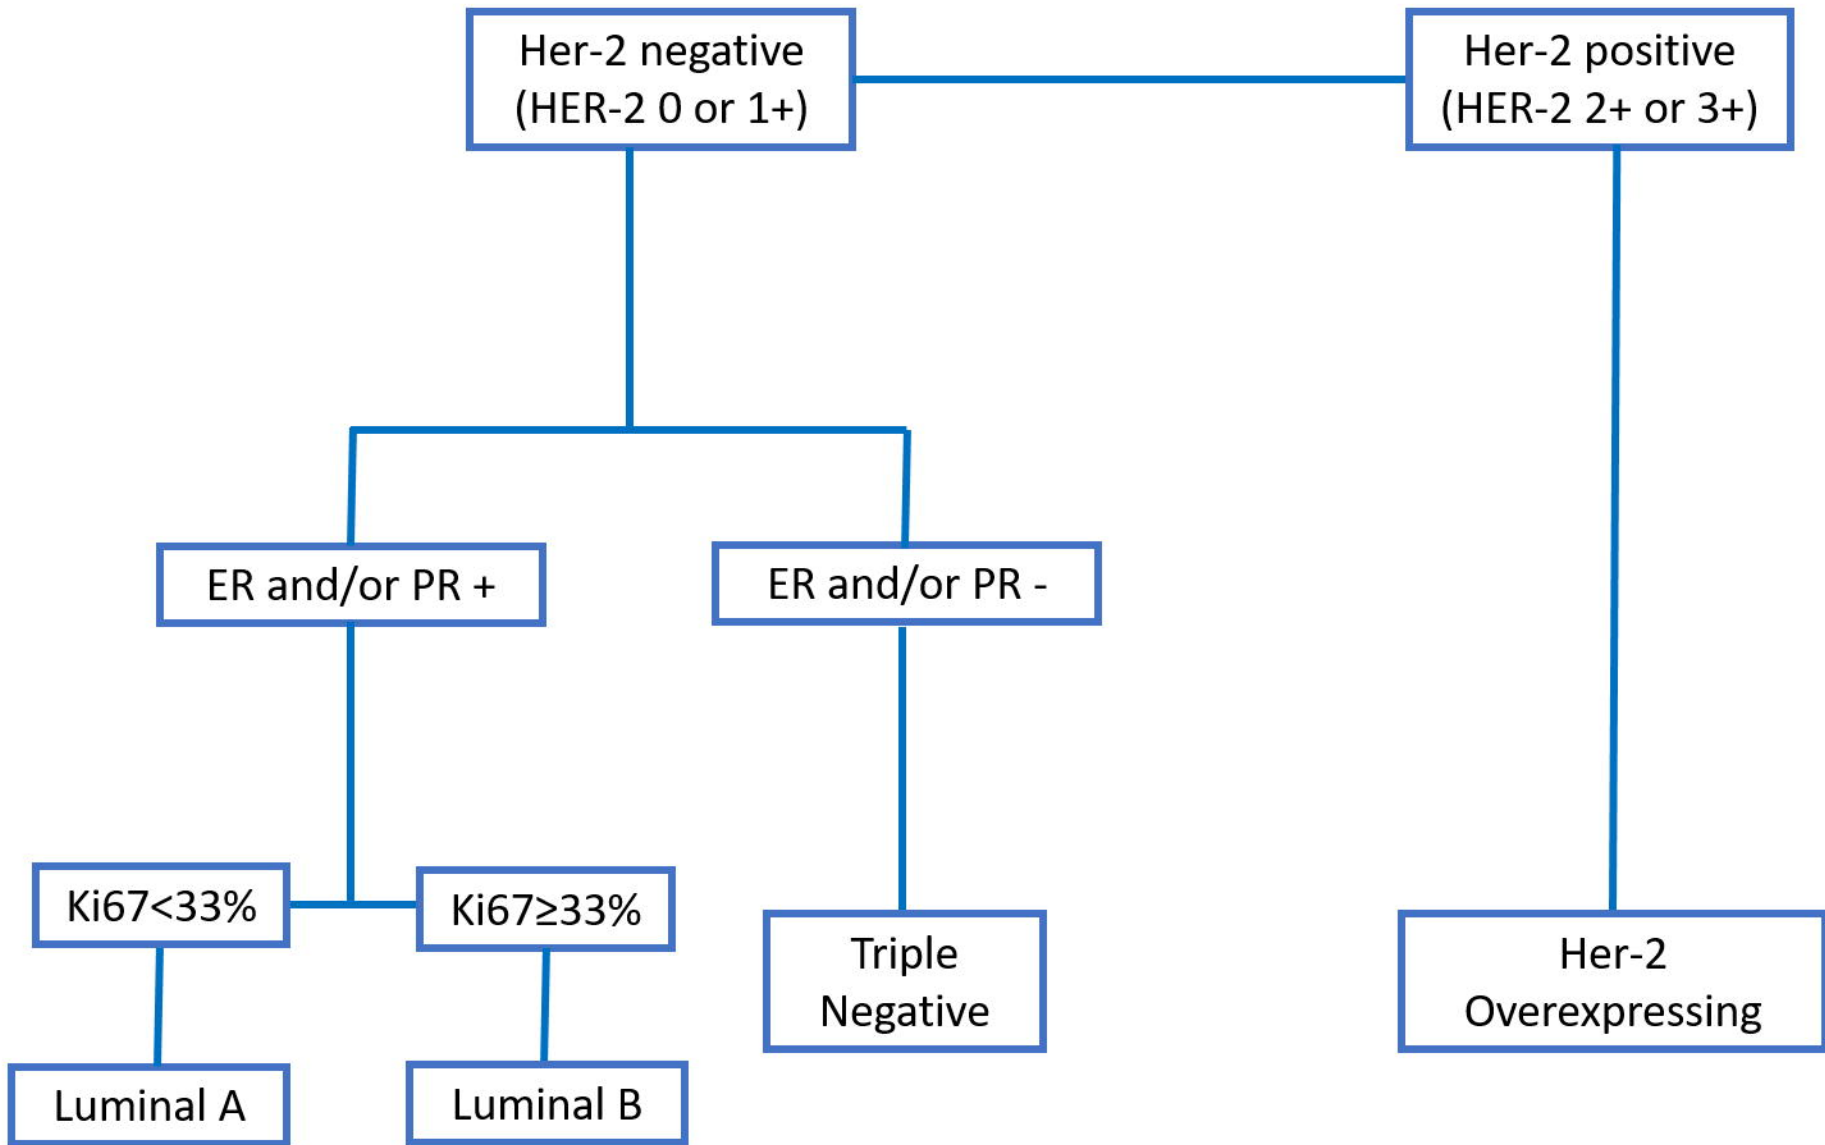 Her-2 negative
(HER-2 0 or 1+)
Her-2 positive
(HER-2 2+ or 3+)
ER and/or PR +
ER and/or PR -
Ki67<33%
Ki67≥33%
Triple
Negative
Her-2
Overexpressing
Luminal A
Luminal B